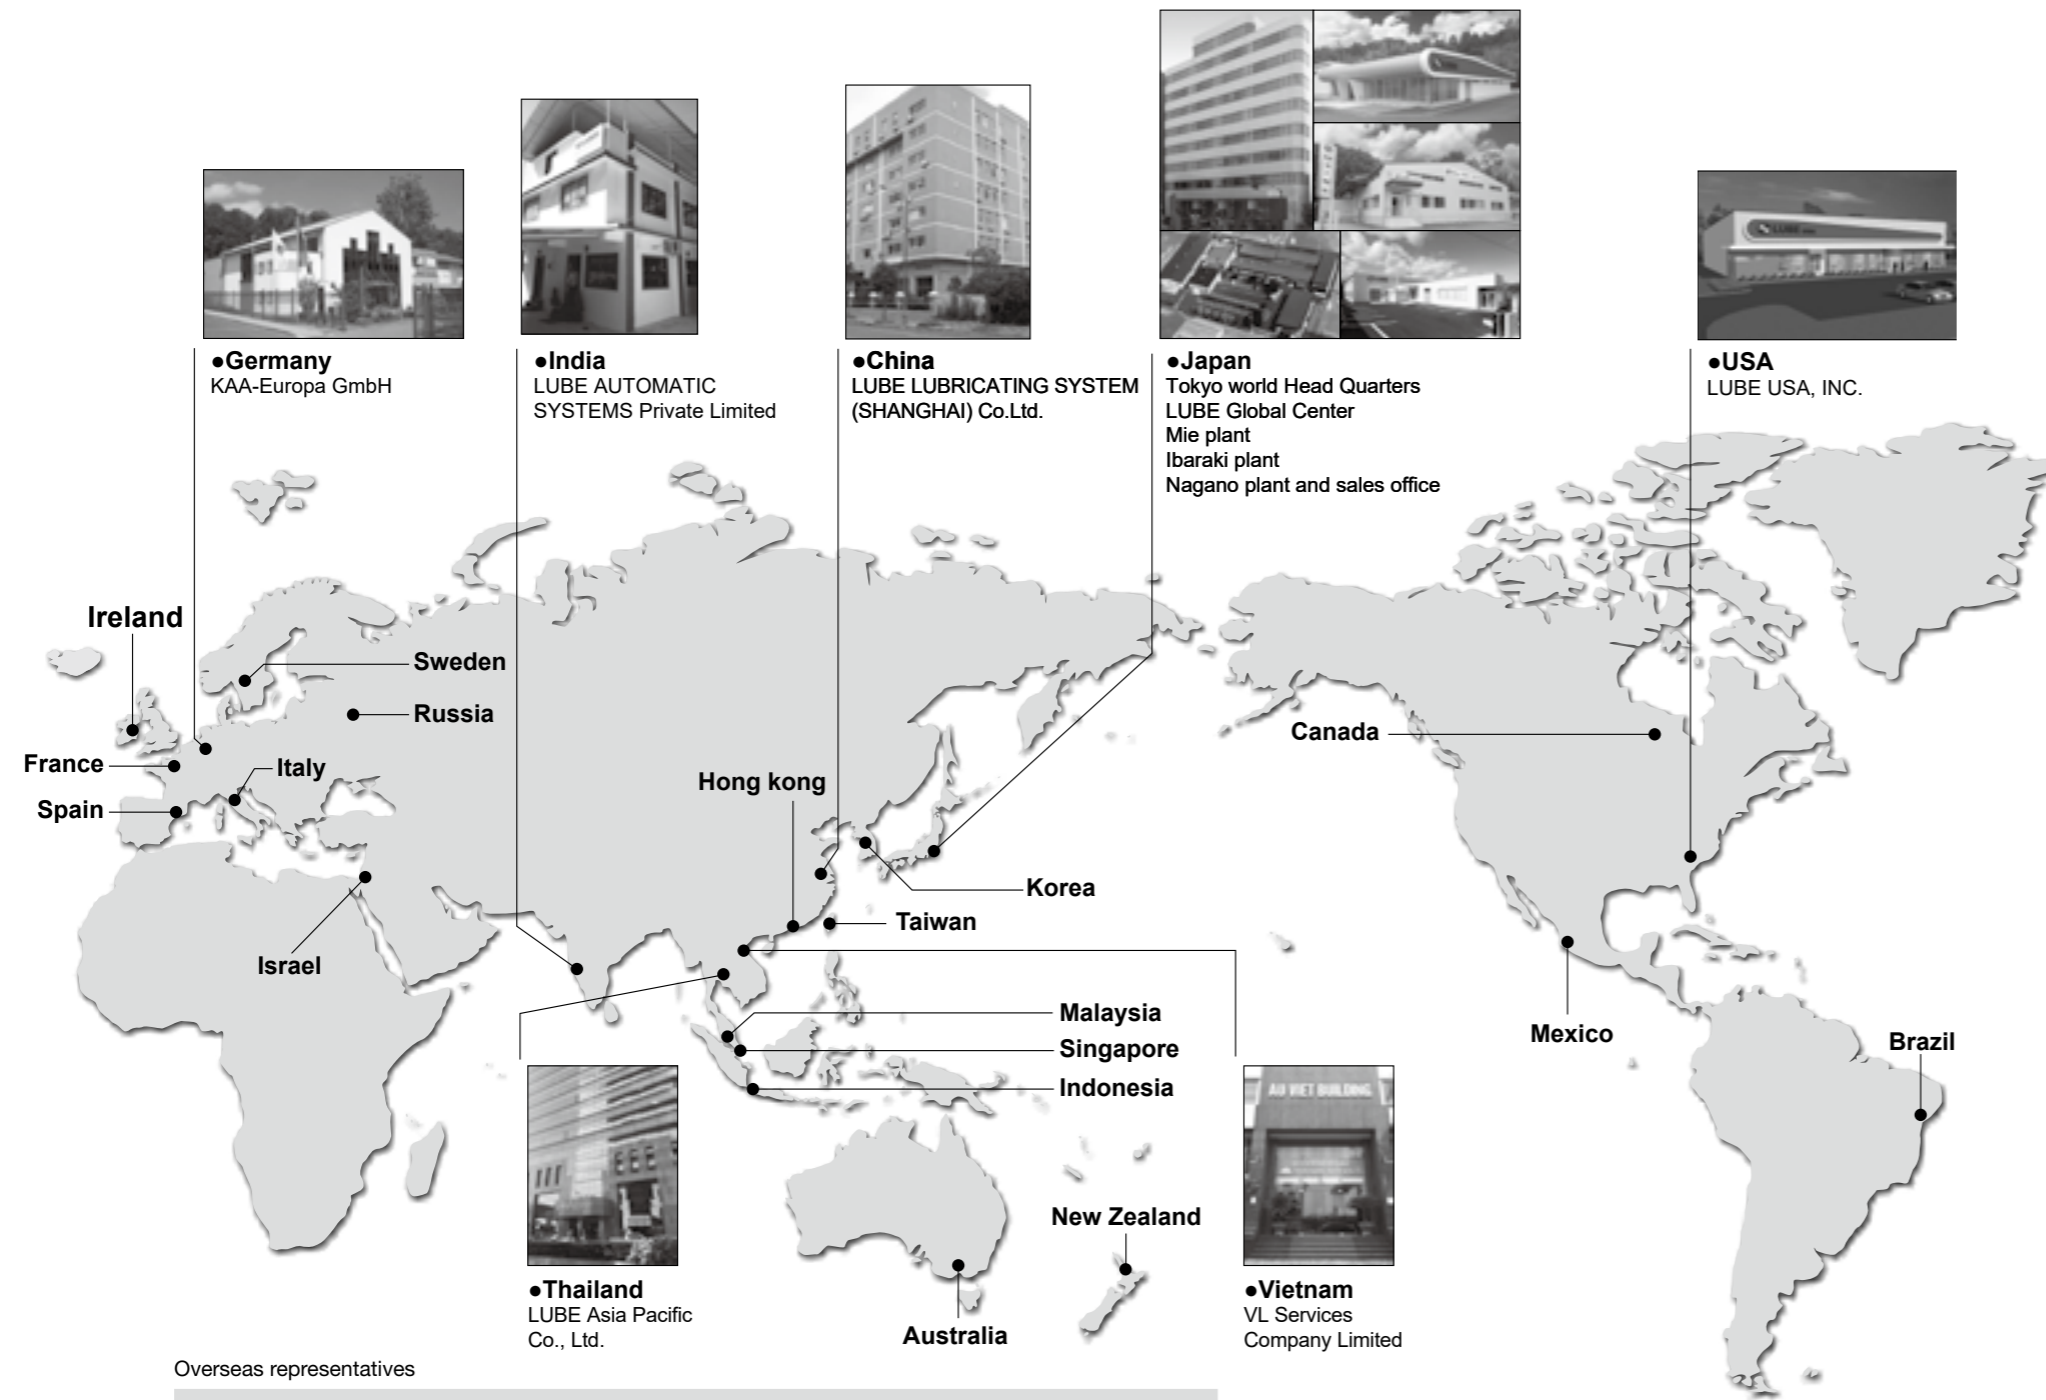 ●Germany
KAA-Europa GmbH
●India
LUBE AUTOMATIC
SYSTEMS Private Limited
●China
LUBE LUBRICATING SYSTEM
(SHANGHAI) Co.Ltd.
●Japan
Tokyo world Head Quarters
LUBE Global Center
Mie plant
Ibaraki plant
Nagano plant and sales office
LUBE
●USA
LUBE USA, INC.
Ireland
Sweden
Russia
France
Italy
Spain
Israel
Hong kong
Korea
Taiwan
Malaysia
Singapore
Indonesia
Canada
Mexico
Brazil
New Zealand
Australia
●Thailand
LUBE Asia Pacific
Co., Ltd.
AU VIET BUILDING
●Vietnam
VL Services
Company Limited
Overseas representatives